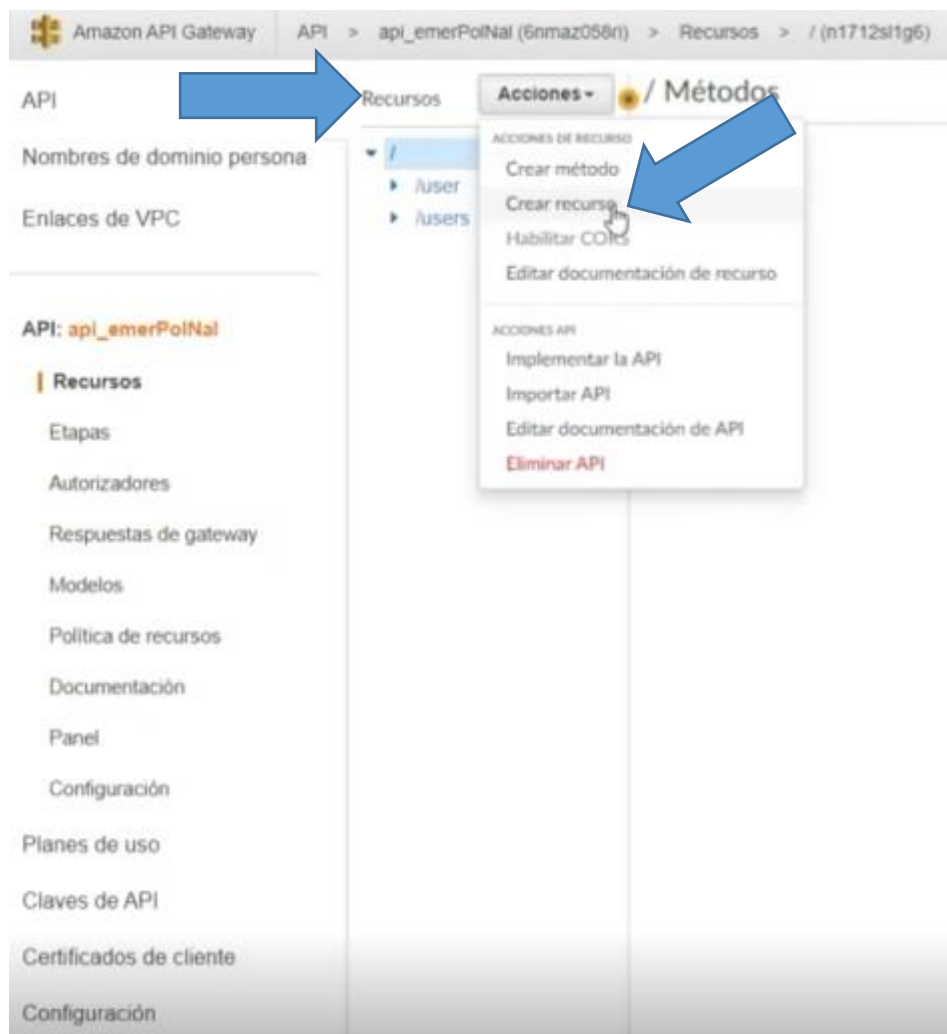 Amazon API Gateway API > api_emerPolNal (6nmaz058ri) > Recursos > / (n1712sl1g6)
API
Nombres de dominio persona
Enlaces de VPC
API: api_emerPolNal
Recursos
Etapas
Autorizadores
Respuestas de gateway
Modelos
Política de recursos
Documentación
Panel
Configuración
Planes de uso
Claves de API
Certificados de cliente
Configuración
Recursos
Acciones
/ Métodos
/
/user
/users
ACCIONES DE RECURSO
Crear método
Crear recurso
Habilitar CORS
Editar documentación de recurso
ACCIONES API
Implementar la API
Importar API
Editar documentación de API
Eliminar API